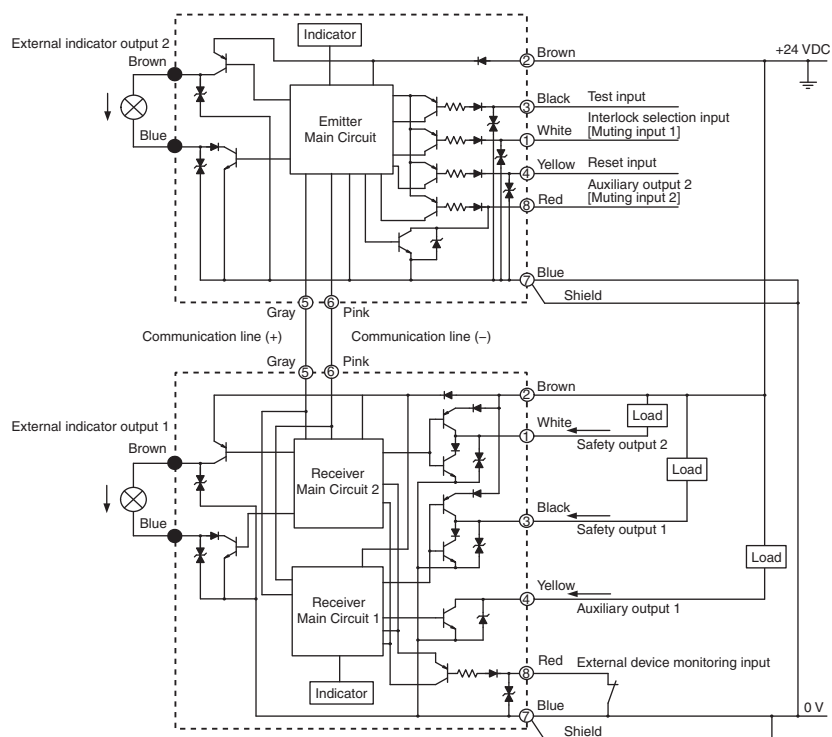 External indicator output 2
Indicator
② Brown
+24 VDC
Brown
Emitter
Main Circuit
③ Black
Test input
① White
Interlock selection input
[Muting input 1]
Blue
④ Yellow
Reset input
⑧ Red
Auxiliary output 2
[Muting input 2]
⑦ Blue
Shield
Gray ⑤ ⑥ Pink
Communication line (+)
Communication line (−)
Gray ⑤ ⑥ Pink
② Brown
External indicator output 1
① White
Load
Safety output 2
Brown
Receiver
Main Circuit 2
Load
Blue
③ Black
Safety output 1
Load
Receiver
Main Circuit 1
④ Yellow
Auxiliary output 1
Indicator
⑧ Red
External device monitoring input
⑦ Blue
0 V
Shield